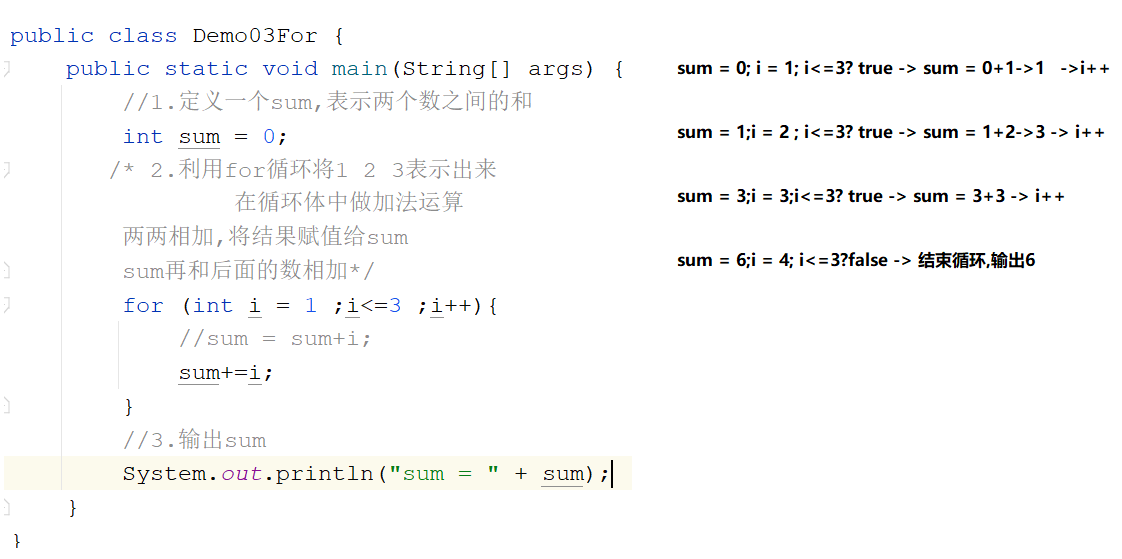 public class Demo03For {
public static void main(String[] args) {
//1.定义一个sum,表示两个数之间的和
int sum = 0;
/* 2.利用for循环将1 2 3表示出来
在循环体中做加法运算
两两相加,将结果赋值给sum
sum再和后面的数相加*/
for (int i = 1 ;i<=3 ;i++){
//sum = sum+i;
sum+=i;
}
//3.输出sum
System.out.println("sum = " + sum);
}
}
sum = 0; i = 1; i<=3? true -> sum = 0+1->1 ->i++
sum = 1;i = 2 ; i<=3? true -> sum = 1+2->3 -> i++
sum = 3;i = 3;i<=3? true -> sum = 3+3 -> i++
sum = 6;i = 4; i<=3?false -> 结束循环,输出6